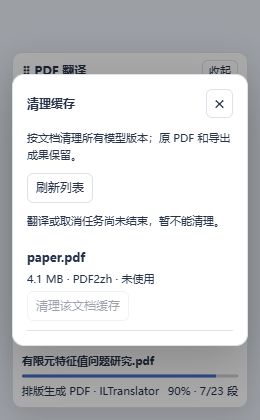 ⠿ PDF 翻译
收起
清理缓存
×
按文档清理所有模型版本；原 PDF 和导出
成果保留。
刷新列表
翻译或取消任务尚未结束，暂不能清理。
paper.pdf
4.1 MB · PDF2zh · 未使用
清理该文档缓存
有限元特征值问题研究.pdf
排版生成 PDF · ILTranslator 90% · 7/23 段